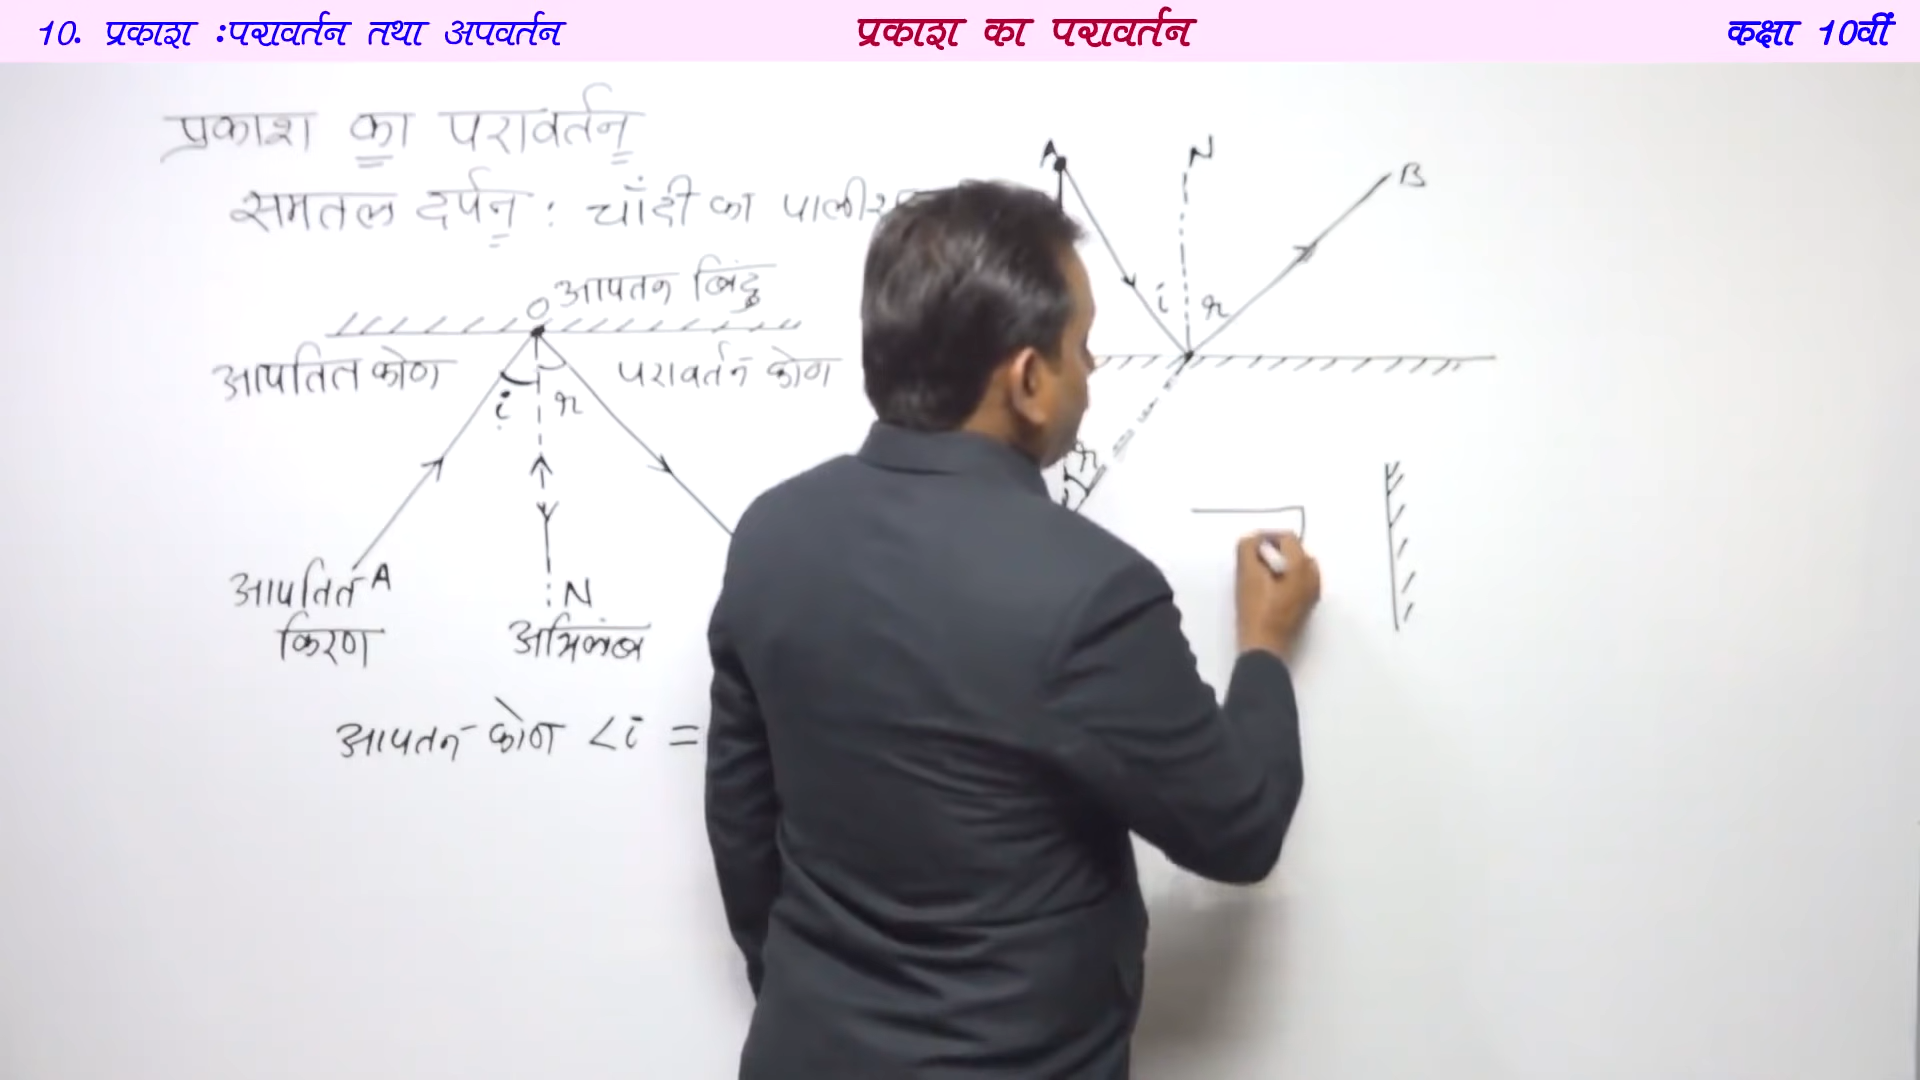 10. प्रकाश :परावर्तन तथा अपवर्तन
प्रकाश का परावर्तन
कक्षा 10वीं
प्रकाश का परावर्तन
समतल दर्पन : चाँदी का
O आपतन बिंदु
आपतित कोण
परावर्तन कोण
i r
आपतित A
किरण
N
अभिलंब
आपतन कोण <i =
A N B
i r
r